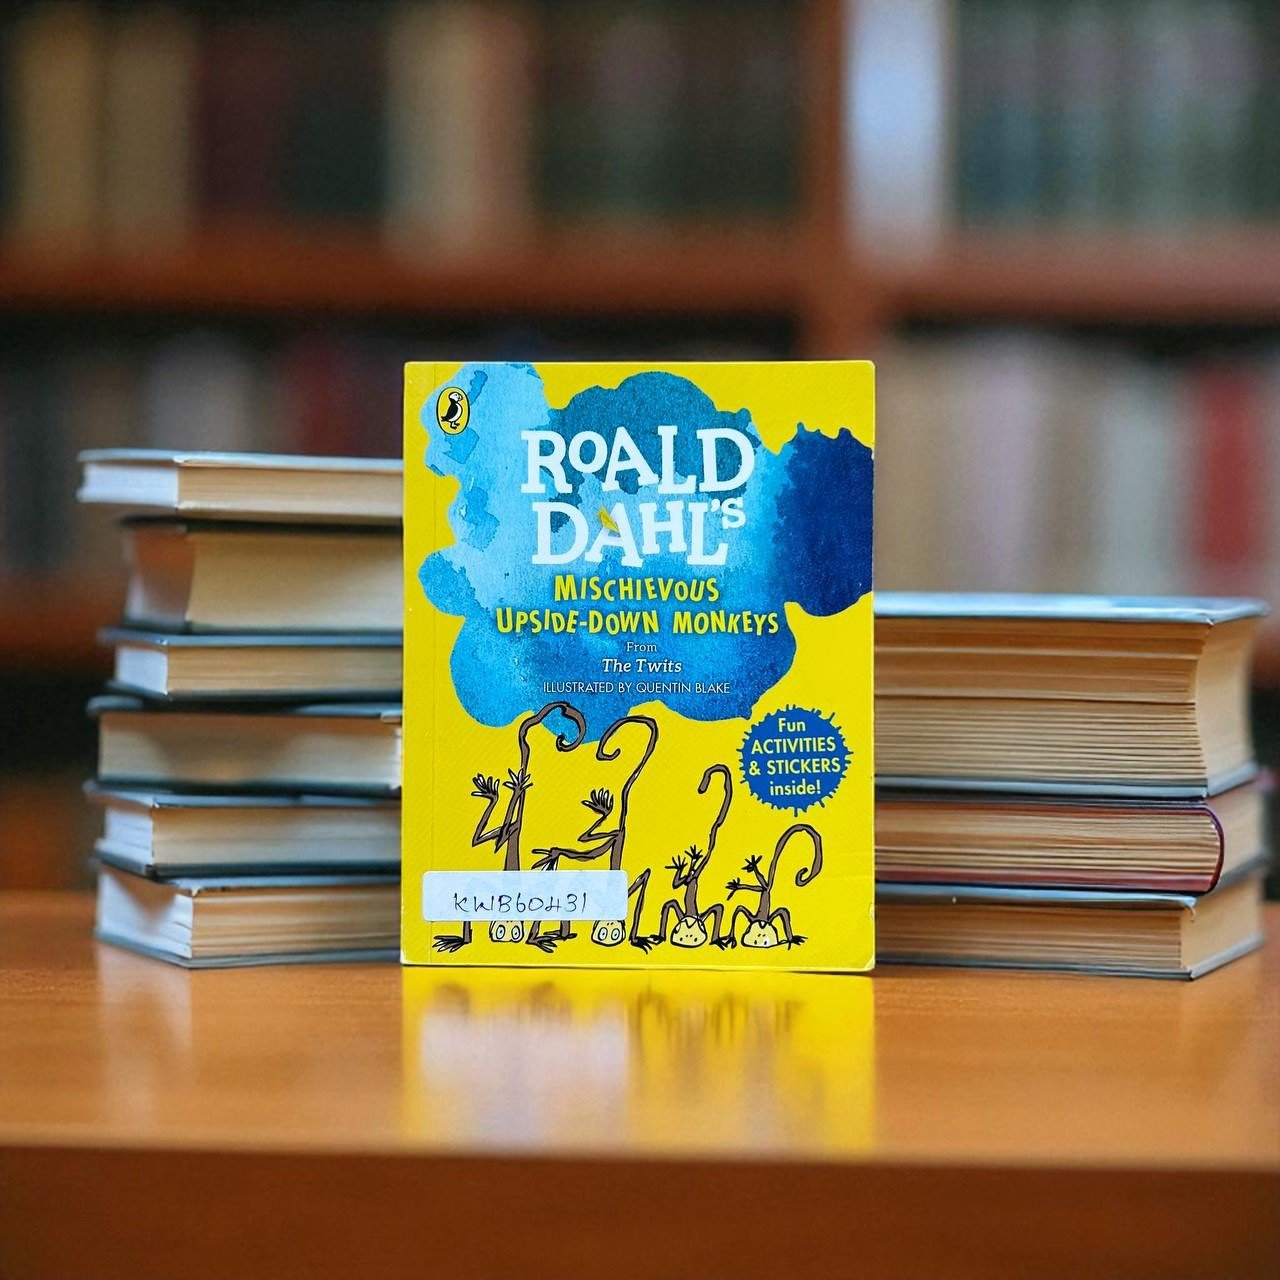 ROALD
DAHL'S
MISCHIEVOUS
UPSIDE-DOWN MONKEYS
From
The Twits
ILLUSTRATED BY QUENTIN BLAKE
Fun
ACTIVITIES
& STICKERS
inside!
KWB60431